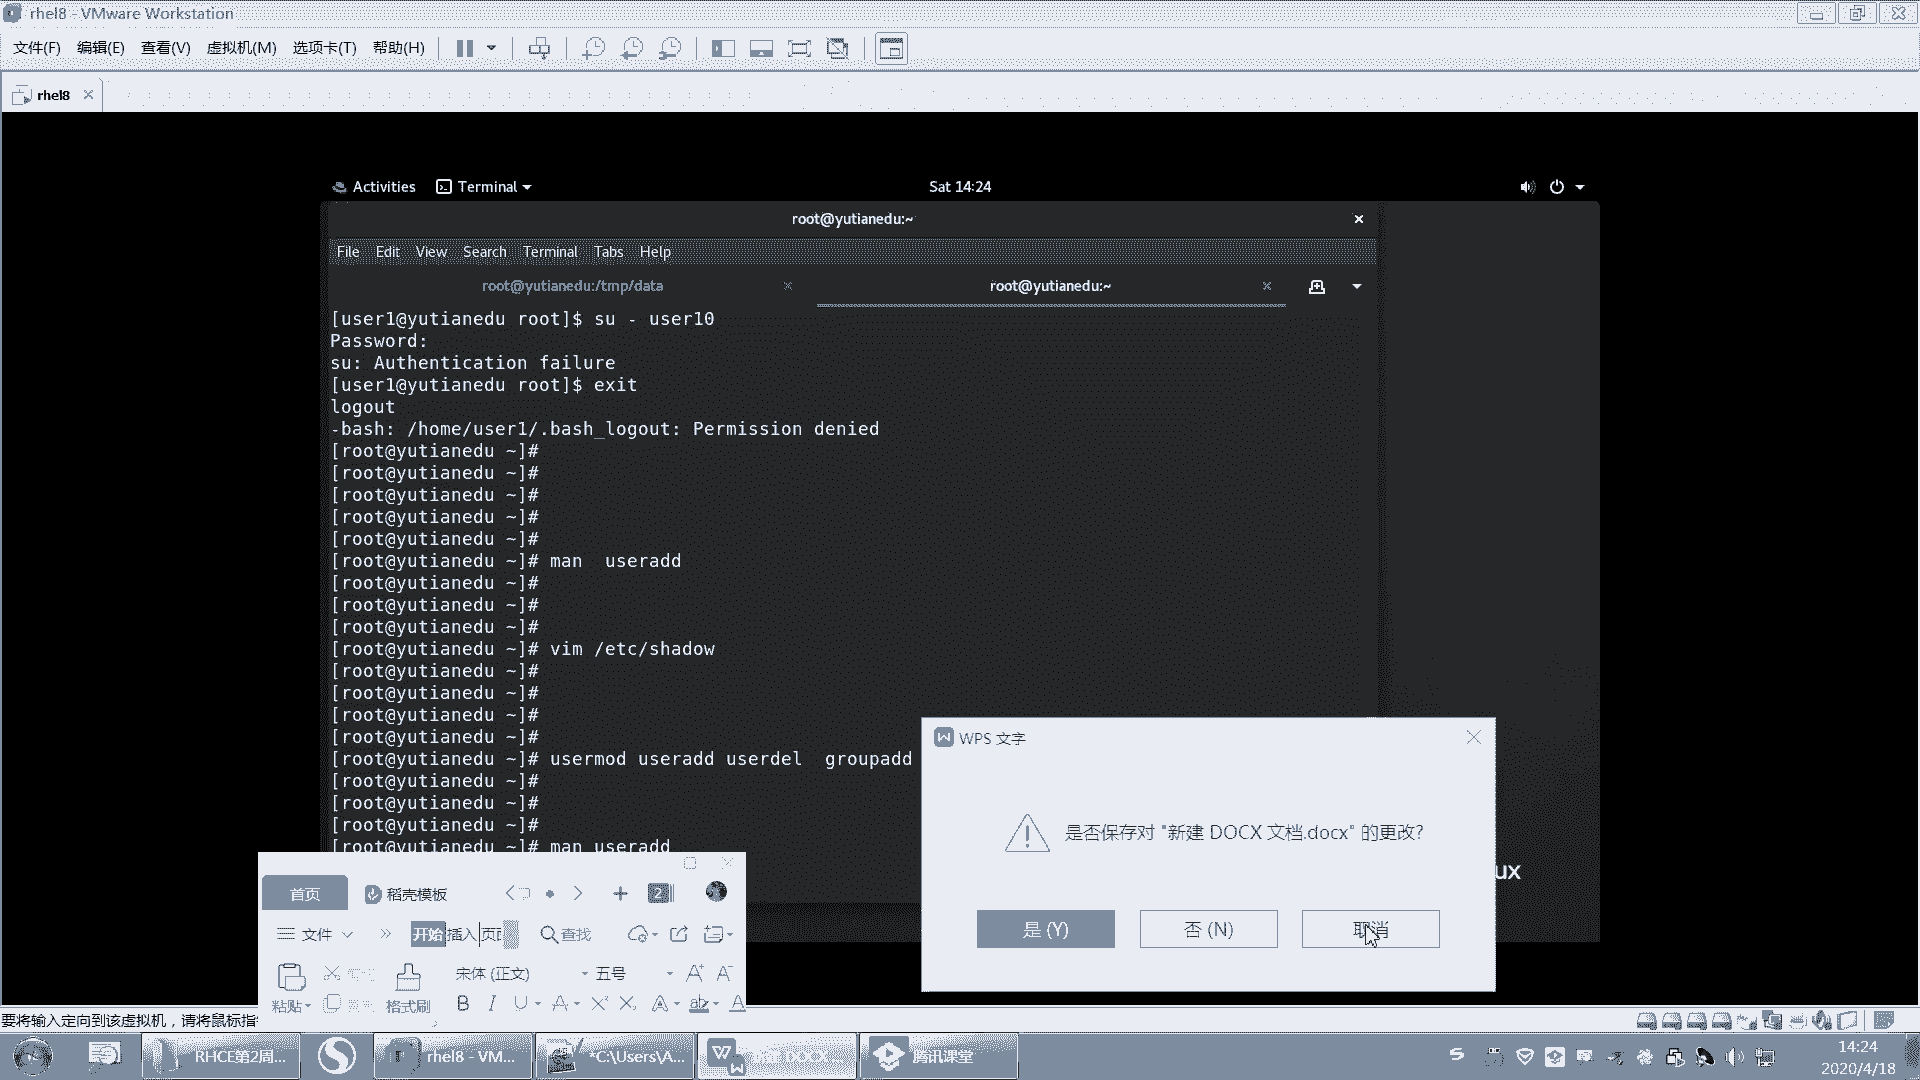 rhel8 - VMware Workstation
文件(F) 编辑(E) 查看(V) 虚拟机(M) 选项卡(T) 帮助(H)
rhel8
Activities Terminal Sat 14:24
root@yutianedu:~
File Edit View Search Terminal Tabs Help
root@yutianedu:/tmp/data root@yutianedu:~
[user1@yutianedu root]$ su - user10
Password:
su: Authentication failure
[user1@yutianedu root]$ exit
logout
-bash: /home/user1/.bash_logout: Permission denied
[root@yutianedu ~]#
[root@yutianedu ~]#
[root@yutianedu ~]#
[root@yutianedu ~]#
[root@yutianedu ~]#
[root@yutianedu ~]# man  useradd
[root@yutianedu ~]#
[root@yutianedu ~]#
[root@yutianedu ~]#
[root@yutianedu ~]# vim /etc/shadow
[root@yutianedu ~]#
[root@yutianedu ~]#
[root@yutianedu ~]#
[root@yutianedu ~]#
[root@yutianedu ~]# usermod useradd userdel  groupadd
[root@yutianedu ~]#
[root@yutianedu ~]#
[root@yutianedu ~]#
[root@yutianedu ~]# man useradd
WPS 文字
是否保存对 "新建 DOCX 文档.docx" 的更改?
是 (Y) 否 (N) 取消
ux
首页 稻壳模板 2
文件 开始 插入 查找
宋体 (正文) 五号
粘贴 格式刷
要将输入定向到该虚拟机，请将鼠标指
RHCE第2周... rhel8 - VM... *C:\Users\A... 腾讯课堂
14:24
2020/4/18